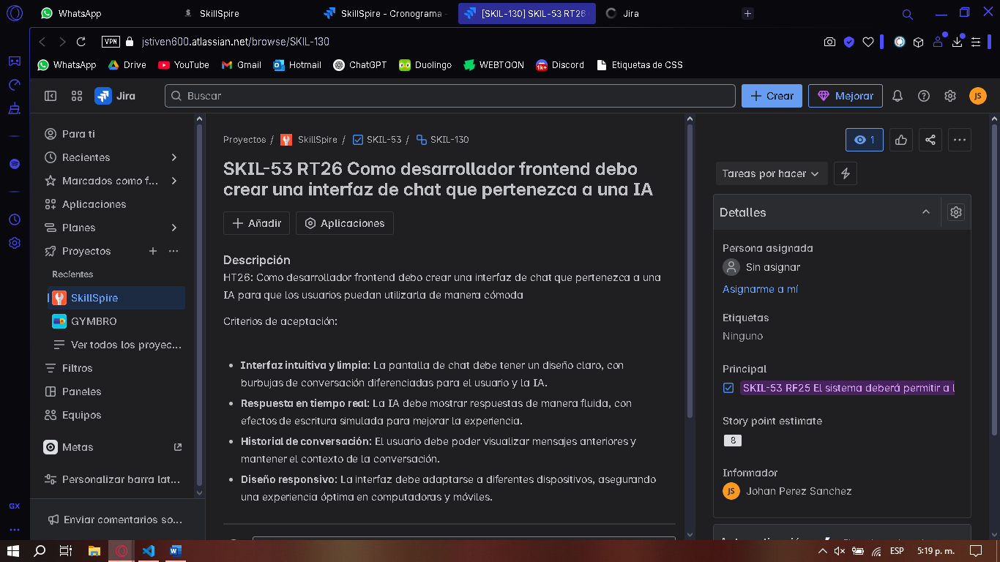 WhatsApp
SkillSpire
SkillSpire - Cronograma -
[SKIL-130] SKIL-53 RT26
Jira
VPN
jstiven600.atlassian.net/browse/SKIL-130
WhatsApp
Drive
YouTube
Gmail
Hotmail
ChatGPT
Duolingo
WEBTOON
1k+
Discord
Etiquetas de CSS
Jira
Buscar
Crear
Mejorar
JS
Para ti
Recientes
Marcados como f...
Aplicaciones
Planes
Proyectos
Recientes
SkillSpire
GYMBRO
Ver todos los proyec...
Filtros
Paneles
Equipos
Metas
Personalizar barra lat...
Enviar comentarios so...
GX
Proyectos / SkillSpire / SKIL-53 / SKIL-130
SKIL-53 RT26 Como desarrollador frontend debo
crear una interfaz de chat que pertenezca a una IA
Añadir
Aplicaciones
Descripción
HT26: Como desarrollador frontend debo crear una interfaz de chat que pertenezca a una
IA para que los usuarios puedan utilizarla de manera cómoda
Criterios de aceptación:
• Interfaz intuitiva y limpia: La pantalla de chat debe tener un diseño claro, con
burbujas de conversación diferenciadas para el usuario y la IA.
• Respuesta en tiempo real: La IA debe mostrar respuestas de manera fluida, con
efectos de escritura simulada para mejorar la experiencia.
• Historial de conversación: El usuario debe poder visualizar mensajes anteriores y
mantener el contexto de la conversación.
• Diseño responsivo: La interfaz debe adaptarse a diferentes dispositivos, asegurando
una experiencia óptima en computadoras y móviles.
1
Tareas por hacer
Detalles
Persona asignada
Sin asignar
Asignarme a mí
Etiquetas
Ninguno
Principal
SKIL-53 RF25 El sistema deberá permitir a l
Story point estimate
8
Informador
JS
Johan Perez Sanchez
ESP
5:19 p. m.